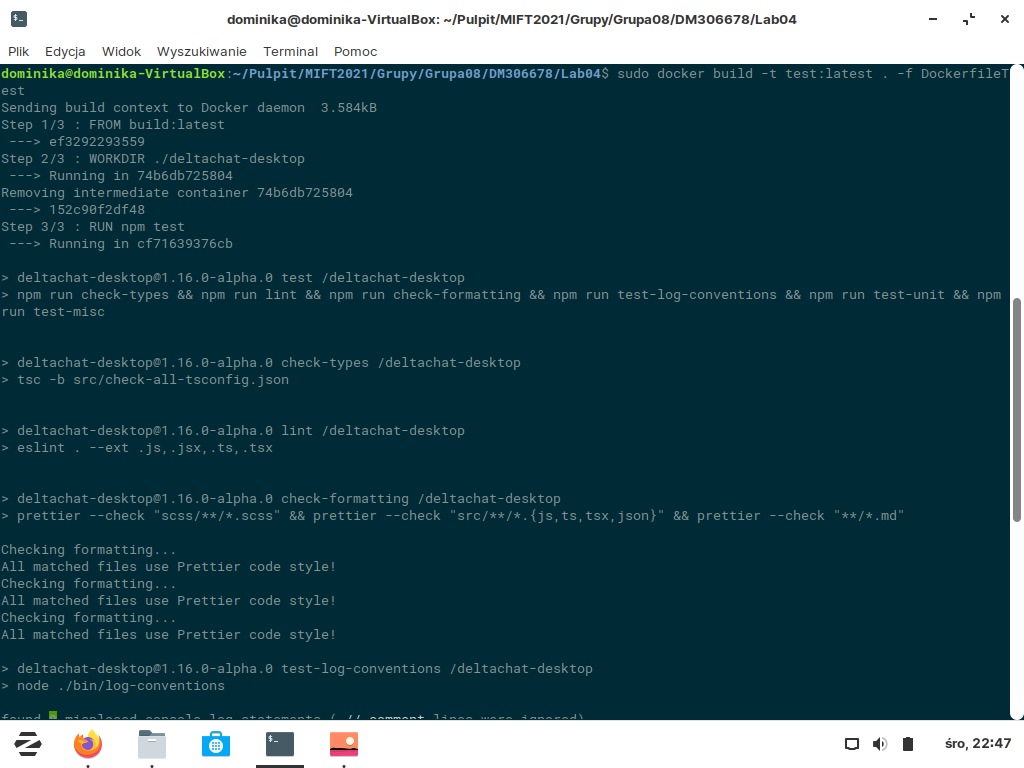 dominika@dominika-VirtualBox: ~/Pulpit/MIFT2021/Grupy/Grupa08/DM306678/Lab04
Plik Edycja Widok Wyszukiwanie Terminal Pomoc
dominika@dominika-VirtualBox:~/Pulpit/MIFT2021/Grupy/Grupa08/DM306678/Lab04$ sudo docker build -t test:latest . -f DockerfileT
est
Sending build context to Docker daemon  3.584kB
Step 1/3 : FROM build:latest
 ---> ef3292293559
Step 2/3 : WORKDIR ./deltachat-desktop
 ---> Running in 74b6db725804
Removing intermediate container 74b6db725804
 ---> 152c90f2df48
Step 3/3 : RUN npm test
 ---> Running in cf71639376cb
> deltachat-desktop@1.16.0-alpha.0 test /deltachat-desktop
> npm run check-types && npm run lint && npm run check-formatting && npm run test-log-conventions && npm run test-unit && npm
run test-misc
> deltachat-desktop@1.16.0-alpha.0 check-types /deltachat-desktop
> tsc -b src/check-all-tsconfig.json
> deltachat-desktop@1.16.0-alpha.0 lint /deltachat-desktop
> eslint . --ext .js,.jsx,.ts,.tsx
> deltachat-desktop@1.16.0-alpha.0 check-formatting /deltachat-desktop
> prettier --check "scss/**/*.scss" && prettier --check "src/**/*.{js,ts,tsx,json}" && prettier --check "**/*.md"
Checking formatting...
All matched files use Prettier code style!
Checking formatting...
All matched files use Prettier code style!
Checking formatting...
All matched files use Prettier code style!
> deltachat-desktop@1.16.0-alpha.0 test-log-conventions /deltachat-desktop
> node ./bin/log-conventions
found misplaced console.log statements ( // comment lines were ignored)
śro, 22:47